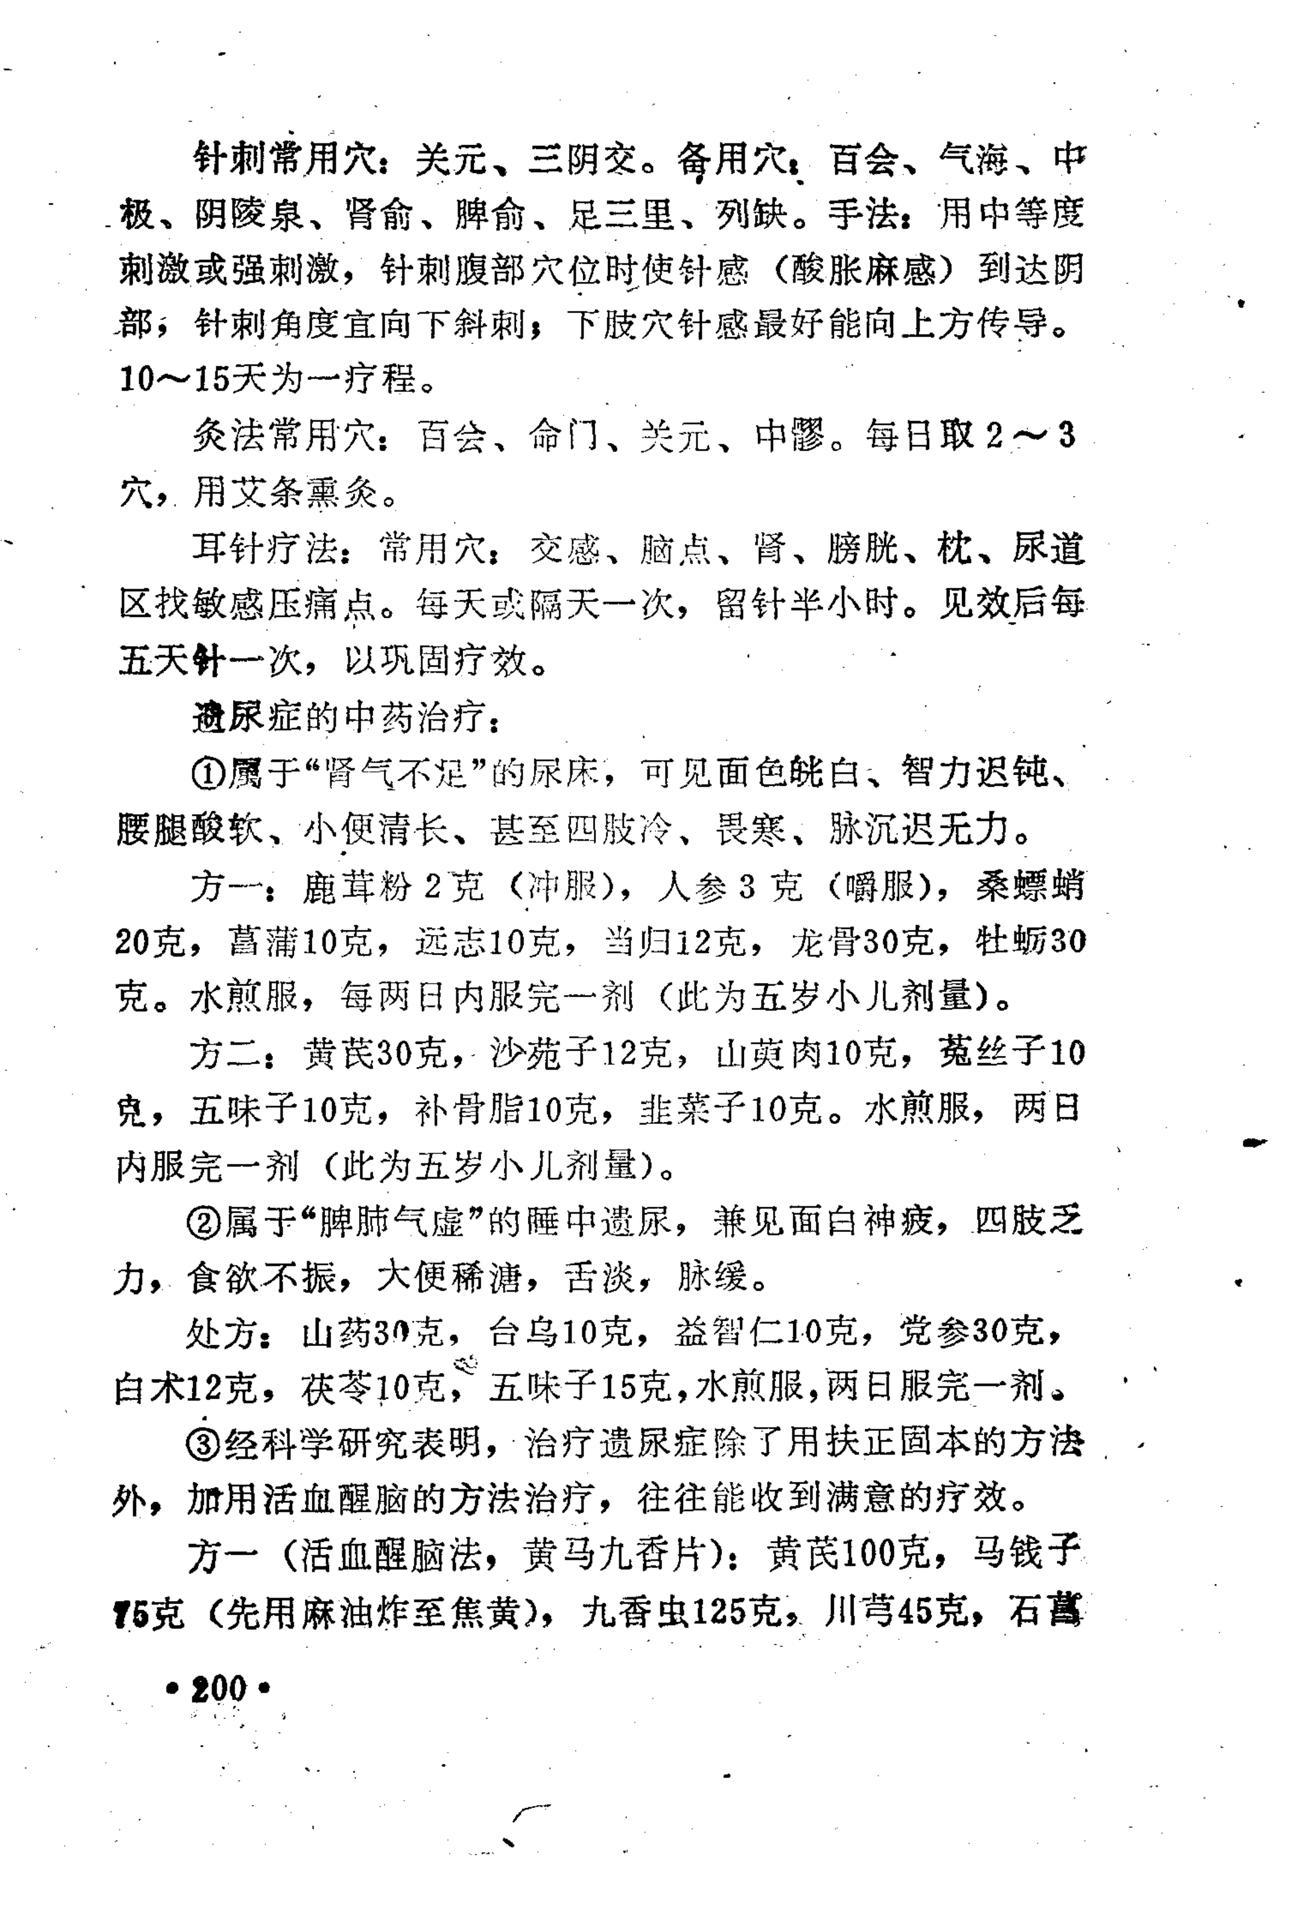 针刺常用穴：关元、三阴交。备用穴：百会、气海、中
极、阴陵泉、肾俞、脾俞、足三里、列缺。手法：用中等度
刺激或强刺激，针刺腹部穴位时使针感（酸胀麻感）到达阴
部；针刺角度宜向下斜刺；下肢穴针感最好能向上方传导。
10～15天为一疗程。
灸法常用穴：百会、命门、关元、中髎。每日取2～3
穴，用艾条熏灸。
耳针疗法：常用穴：交感、脑点、肾、膀胱、枕、尿道
区找敏感压痛点。每天或隔天一次，留针半小时。见效后每
五天针一次，以巩固疗效。
遗尿症的中药治疗：
①属于“肾气不足”的尿床，可见面色㿠白、智力迟钝、
腰腿酸软、小便清长、甚至四肢冷、畏寒、脉沉迟无力。
方一：鹿茸粉2克（冲服），人参3克（嚼服），桑螵蛸
20克，菖蒲10克，远志10克，当归12克，龙骨30克，牡蛎30
克。水煎服，每两日内服完一剂（此为五岁小儿剂量）。
方二：黄芪30克，沙苑子12克，山萸肉10克，菟丝子10
克，五味子10克，补骨脂10克，韭菜子10克。水煎服，两日
内服完一剂（此为五岁小儿剂量）。
②属于“脾肺气虚”的睡中遗尿，兼见面白神疲，四肢乏
力，食欲不振，大便稀溏，舌淡，脉缓。
处方：山药30克，台乌10克，益智仁10克，党参30克，
白术12克，茯苓10克，五味子15克，水煎服，两日服完一剂。
③经科学研究表明，治疗遗尿症除了用扶正固本的方法
外，加用活血醒脑的方法治疗，往往能收到满意的疗效。
方一（活血醒脑法，黄马九香片）：黄芪100克，马钱子
75克（先用麻油炸至焦黄），九香虫125克，川芎45克，石菖
•200•